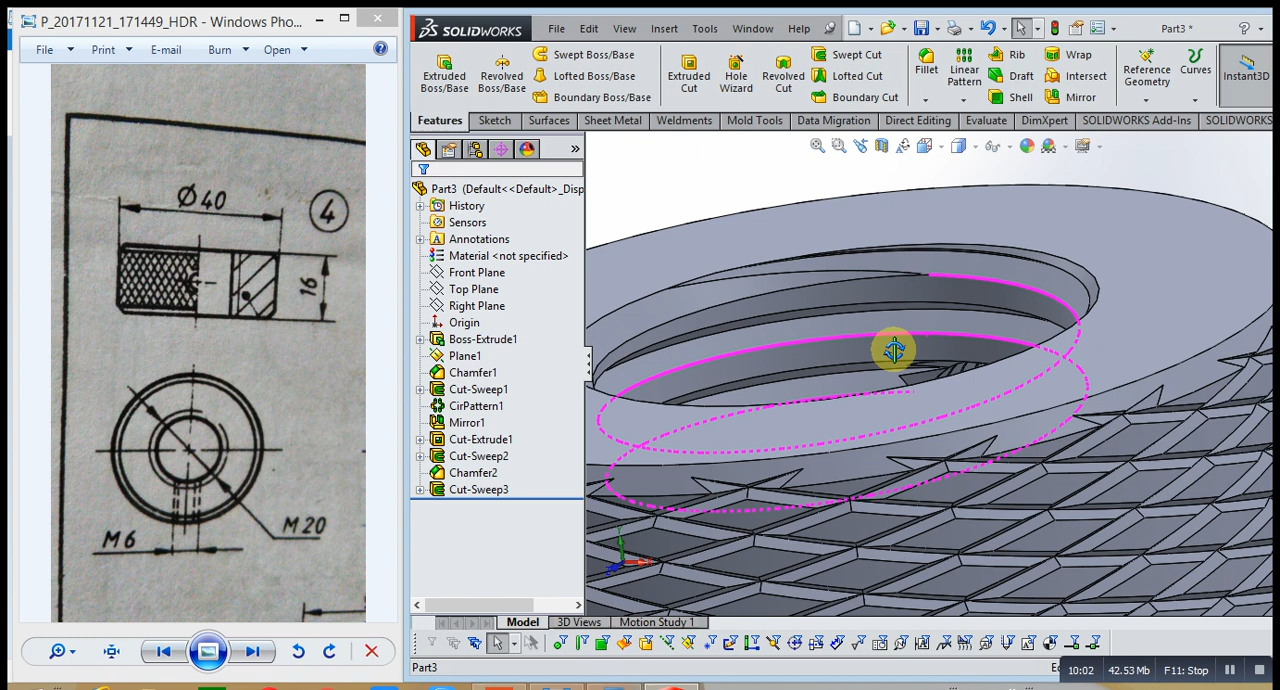 P_20171121_171449_HDR - Windows Pho...
File Print E-mail Burn Open
Ø40
4
16
M6
M20
SOLIDWORKS File Edit View Insert Tools Window Help Part3 *
Extruded Boss/Base
Revolved Boss/Base
Swept Boss/Base
Lofted Boss/Base
Boundary Boss/Base
Extruded Cut
Hole Wizard
Revolved Cut
Swept Cut
Lofted Cut
Boundary Cut
Fillet
Linear Pattern
Rib
Draft
Shell
Wrap
Intersect
Mirror
Reference Geometry
Curves
Instant3D
Features Sketch Surfaces Sheet Metal Weldments Mold Tools Data Migration Direct Editing Evaluate DimXpert SOLIDWORKS Add-Ins SOLIDWORKS
Part3 (Default<<Default>_Disp
History
Sensors
Annotations
Material <not specified>
Front Plane
Top Plane
Right Plane
Origin
Boss-Extrude1
Plane1
Chamfer1
Cut-Sweep1
CirPattern1
Mirror1
Cut-Extrude1
Cut-Sweep2
Chamfer2
Cut-Sweep3
Model 3D Views Motion Study 1
Part3
10:02 42.53 Mb F11: Stop